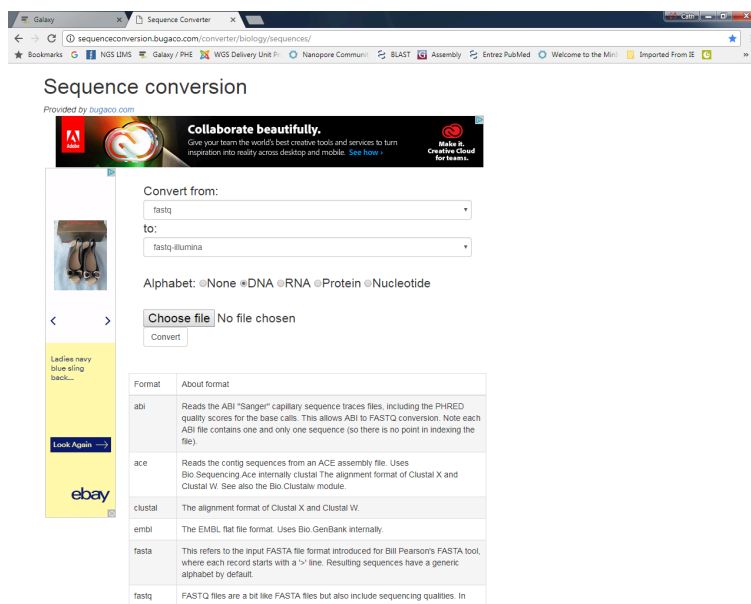 Galaxy
Sequence Converter
Cath
sequenceconversion.bugaco.com/converter/biology/sequences/
Bookmarks G NGS LIMS Galaxy / PHE WGS Delivery Unit Pr Nanopore Communit BLAST Assembly Entrez PubMed Welcome to the MinI Imported From IE »
Sequence conversion
Provided by bugaco.com
Adobe
Collaborate beautifully.
Give your team the world's best creative tools and services to turn
inspiration into reality across desktop and mobile. See how ›
Make it.
Creative Cloud
for teams.
Convert from:
fastq
to:
fastq-illumina
Alphabet: None DNA RNA Protein Nucleotide
Choose file No file chosen
Convert
Ladies navy
blue sling
back...
Look Again
ebay
Format About format
abi Reads the ABI "Sanger" capillary sequence traces files, including the PHRED
quality scores for the base calls. This allows ABI to FASTQ conversion. Note each
ABI file contains one and only one sequence (so there is no point in indexing the
file).
ace Reads the contig sequences from an ACE assembly file. Uses
Bio.Sequencing.Ace internally clustal The alignment format of Clustal X and
Clustal W. See also the Bio.Clustalw module.
clustal The alignment format of Clustal X and Clustal W.
embl The EMBL flat file format. Uses Bio.GenBank internally.
fasta This refers to the input FASTA file format introduced for Bill Pearson's FASTA tool,
where each record starts with a '>' line. Resulting sequences have a generic
alphabet by default.
fastq FASTQ files are a bit like FASTA files but also include sequencing qualities. In